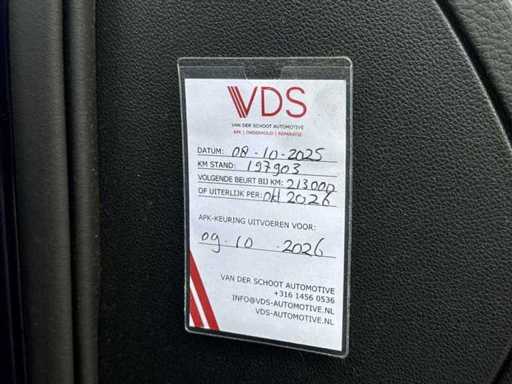 VDS
VAN DER SCHOOT AUTOMOTIVE
APK | ONDERHOUD | REPARATIE
DATUM: 08-10-2025
KM STAND: 197903
VOLGENDE BEURT BIJ KM: 213000
OF UITERLIJK PER: okt 2026
APK-KEURING UITVOEREN VOOR:
09.10.2026
VAN DER SCHOOT AUTOMOTIVE
+316 1456 0536
INFO@VDS-AUTOMOTIVE.NL
VDS-AUTOMOTIVE.NL